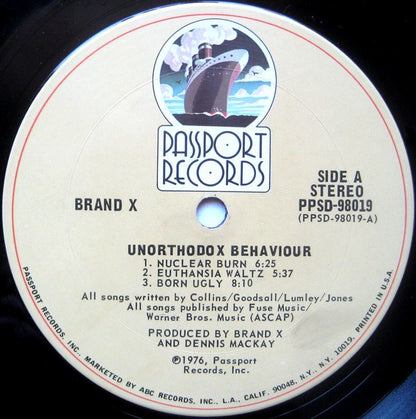 PASSPORT
RECORDS
BRAND X
SIDE A
STEREO
PPSD-98019
(PPSD-98019-A)
UNORTHODOX BEHAVIOUR
1. NUCLEAR BURN 6:25
2. EUTHANSIA WALTZ 5:37
3. BORN UGLY 8:10
All songs written by Collins/Goodsall/Lumley/Jones
All songs published by Fuse Music/
Warner Bros. Music (ASCAP)
PRODUCED BY BRAND X
AND DENNIS MACKAY
℗1976, Passport
Records, Inc.
PASSPORT RECORDS, INC., MARKETED BY ABC RECORDS, INC., L.A., CALIF. 90048, N.Y., N.Y. 10019. PRINTED IN U.S.A.